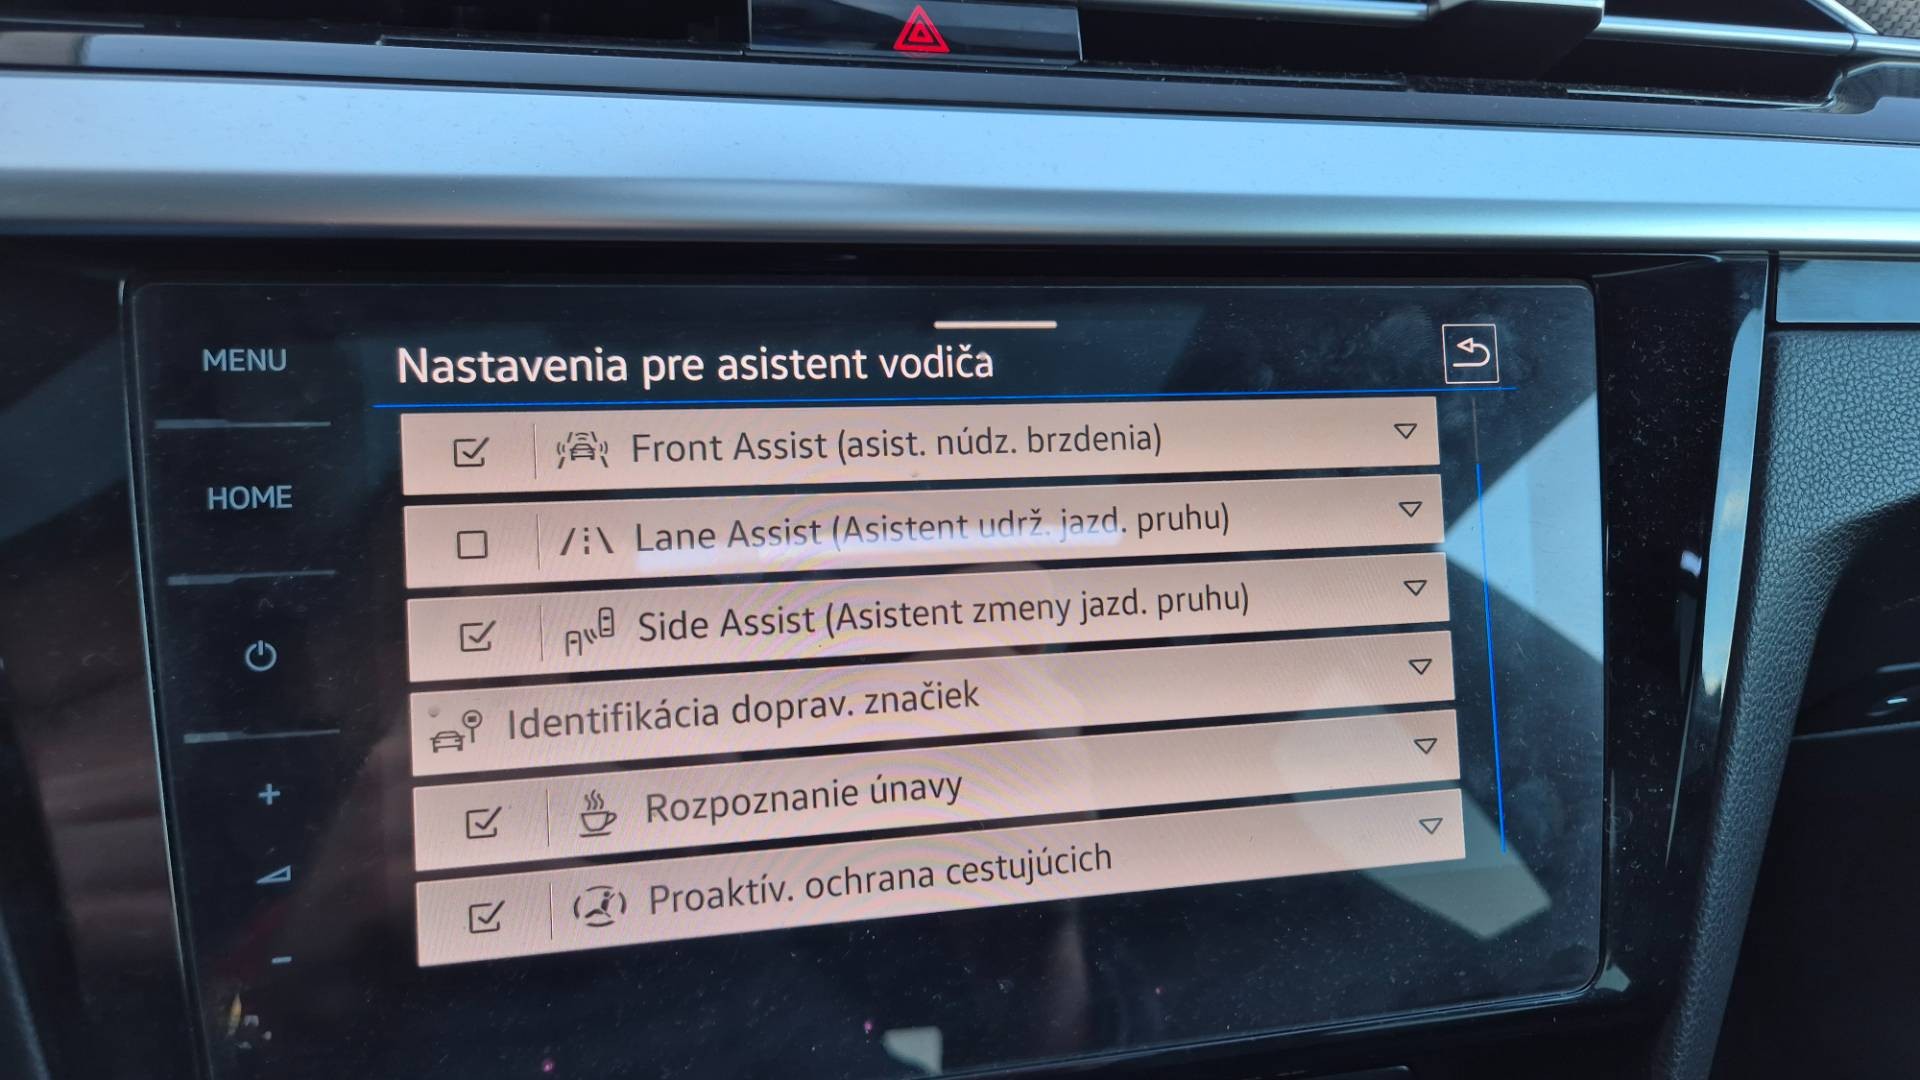 MENU
Nastavenia pre asistent vodiča
Front Assist (asist. núdz. brzdenia)
HOME
Lane Assist (Asistent udrž. jazd. pruhu)
Side Assist (Asistent zmeny jazd. pruhu)
Identifikácia doprav. značiek
+
Rozpoznanie únavy
Proaktív. ochrana cestujúcich
-